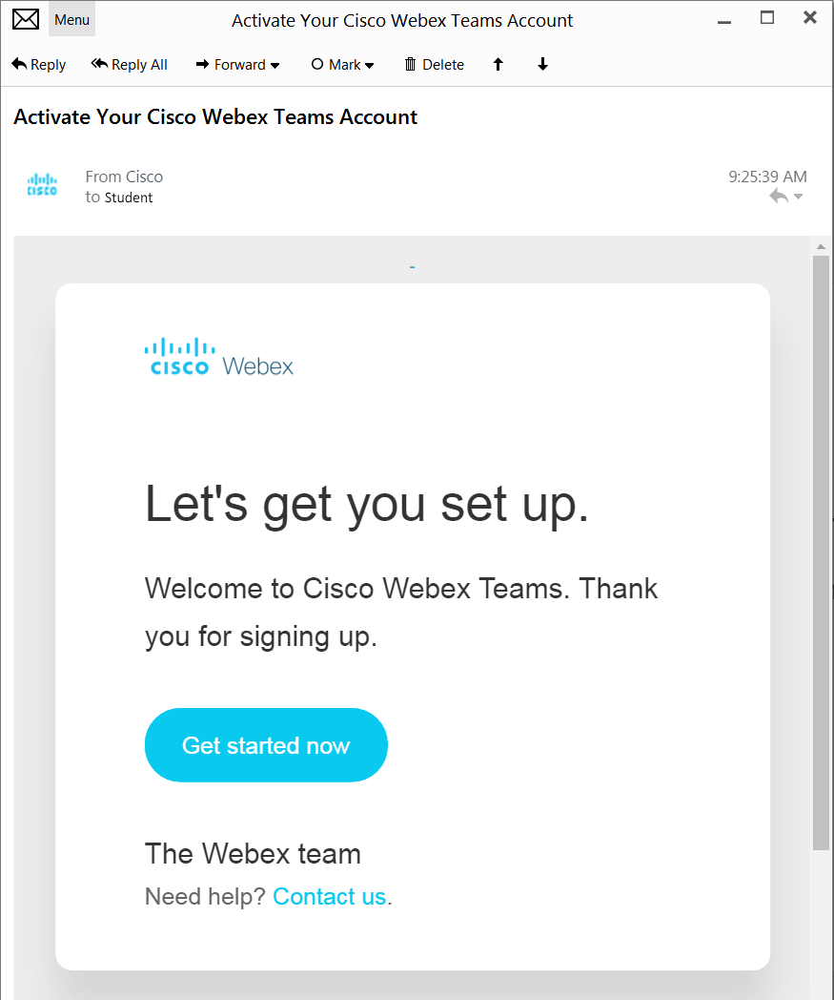 Menu Activate Your Cisco Webex Teams Account
Reply Reply All Forward Mark Delete
Activate Your Cisco Webex Teams Account
From Cisco 9:25:39 AM
cisco
to Student
-
cisco Webex
Let's get you set up.
Welcome to Cisco Webex Teams. Thank
you for signing up.
Get started now
The Webex team
Need help? Contact us.